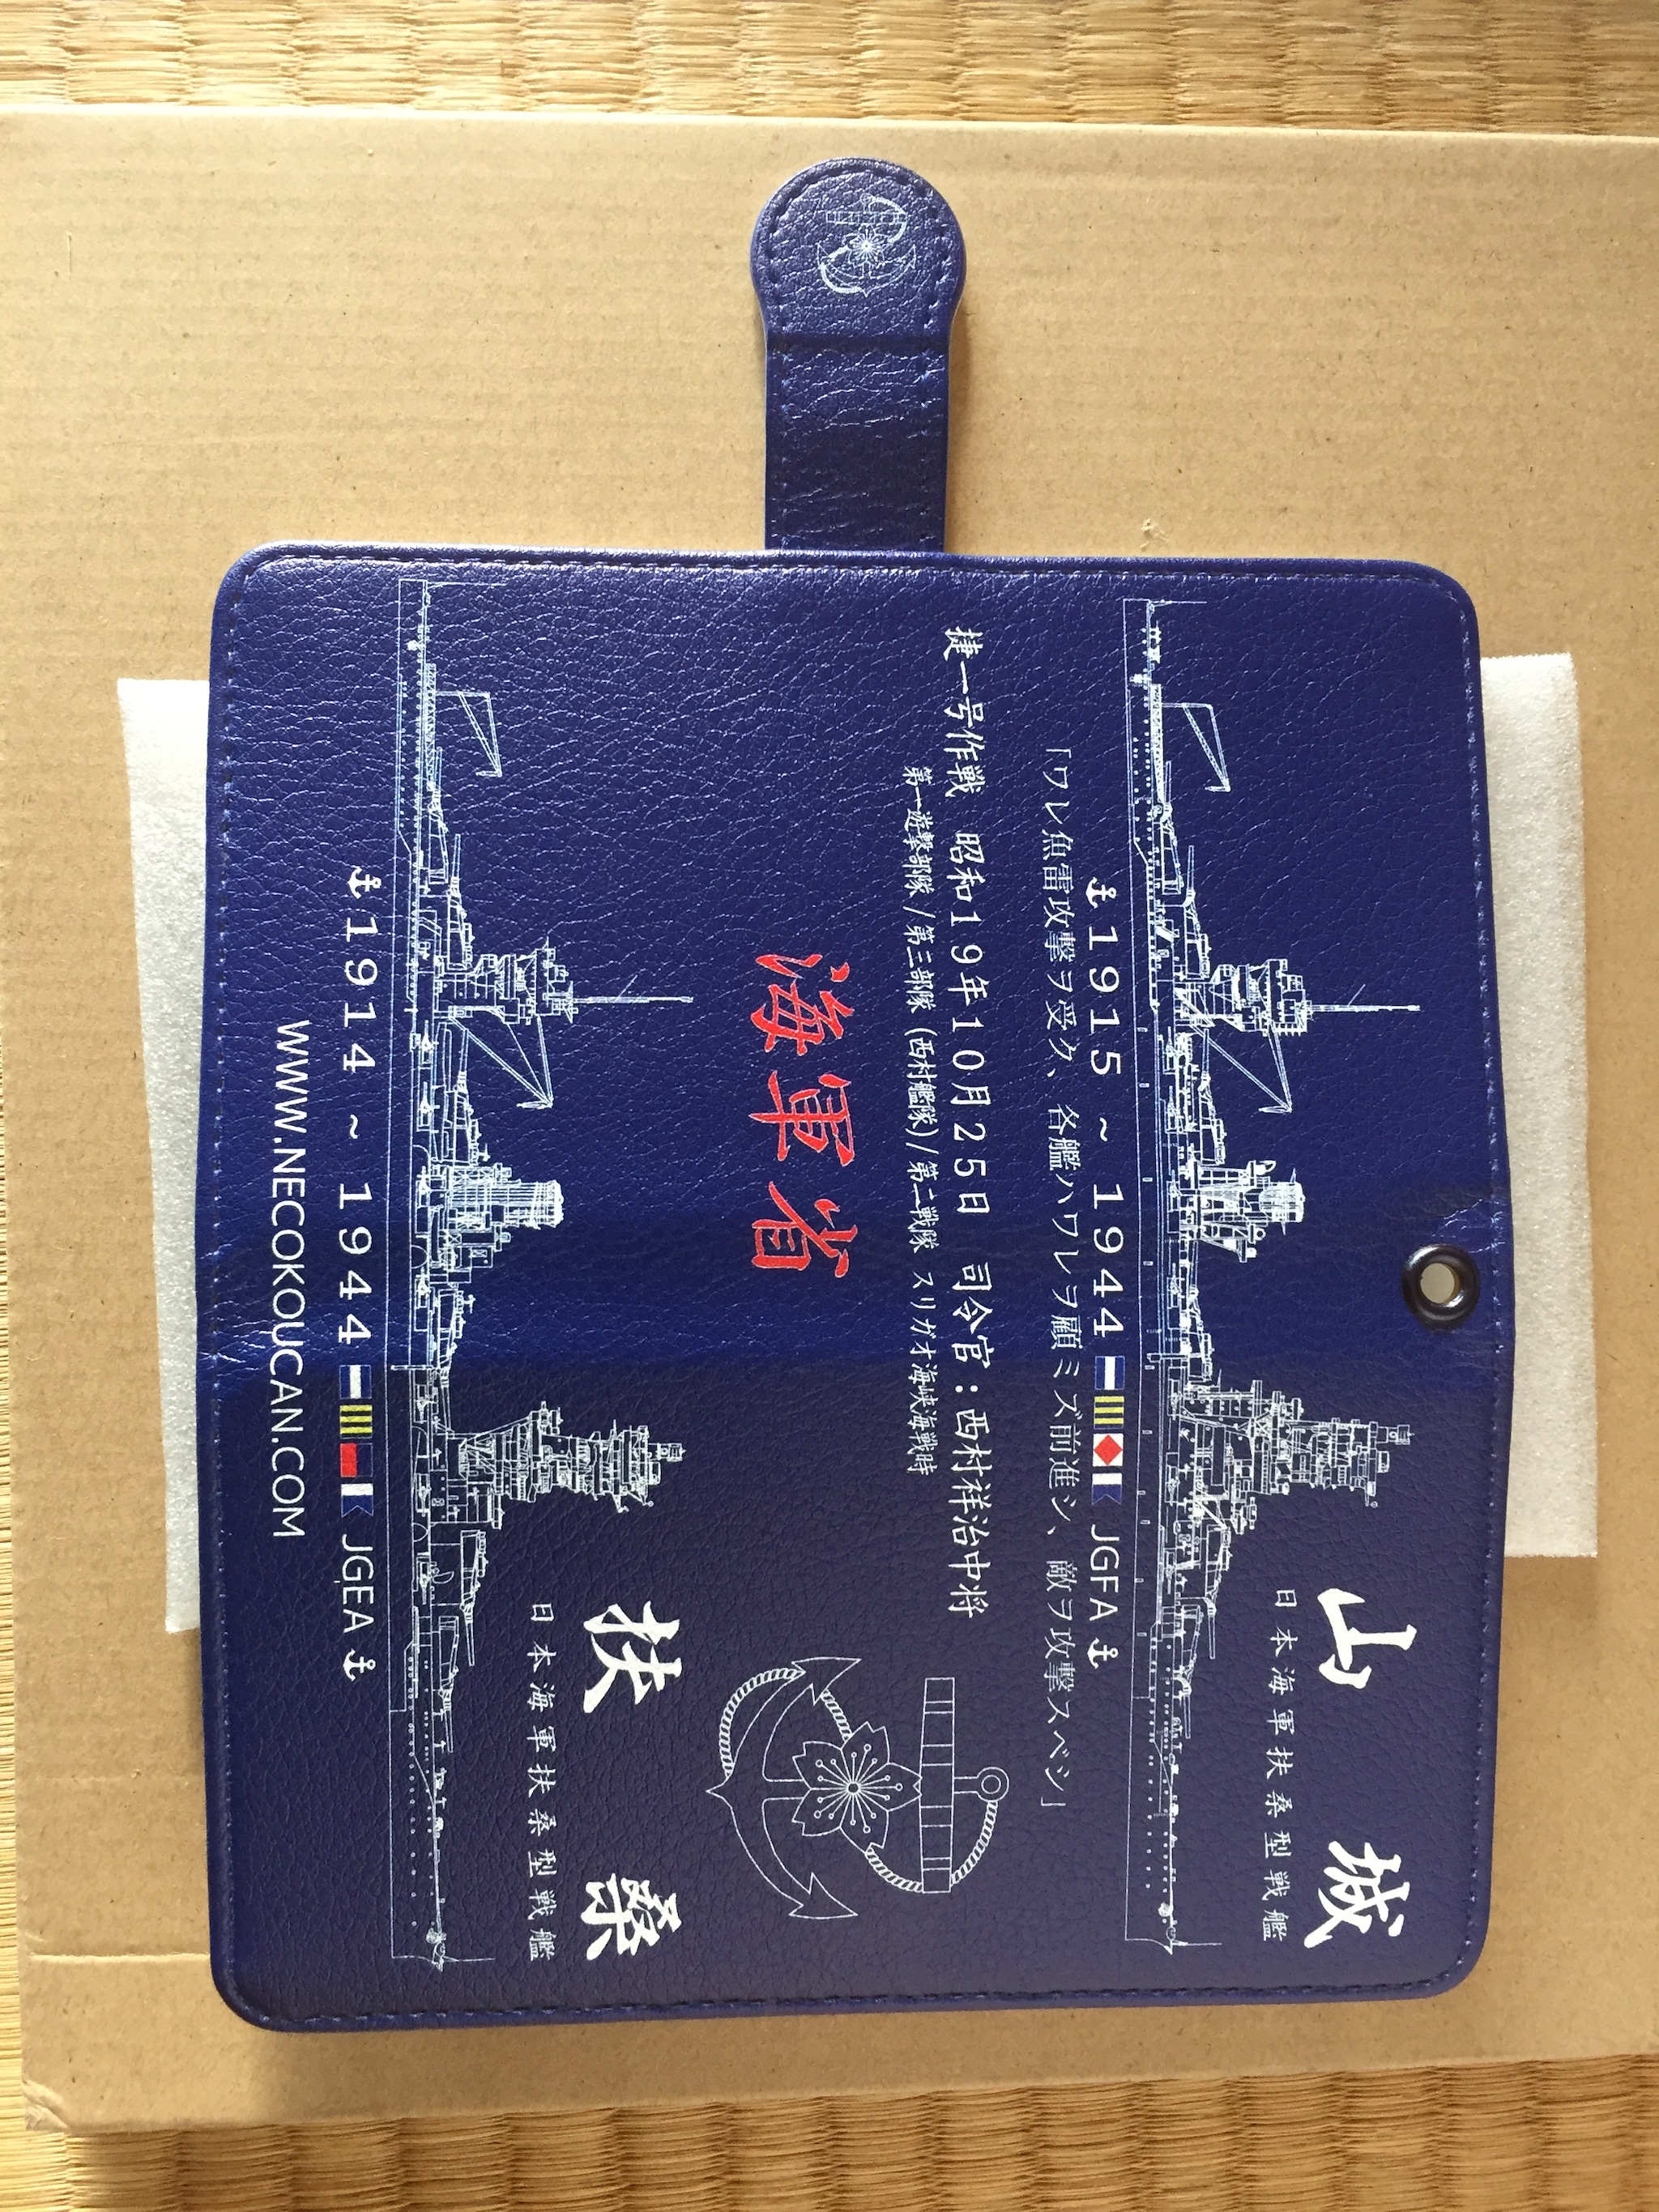 山城
日本海軍扶桑型戦艦
⚓1915 ~ 1944 JGFA⚓
「ワレ魚雷攻撃ヲ受ク、各艦ハワレヲ顧ミズ前進シ、敵ヲ攻撃スベシ」
捷一号作戦 昭和19年10月25日 司令官:西村祥治中将
第一遊撃部隊/第三部隊(西村艦隊)/第二戦隊 スリガオ海峡海戦時
海軍省
扶桑
日本海軍扶桑型戦艦
⚓1914 ~ 1944 JGEA⚓
WWW.NECOKOUCAN.COM